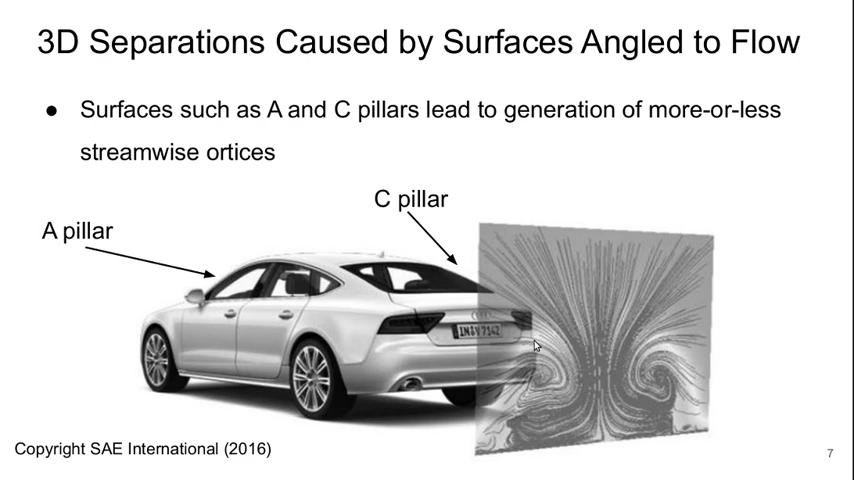 3D Separations Caused by Surfaces Angled to Flow
● Surfaces such as A and C pillars lead to generation of more-or-less
streamwise ortices
C pillar
A pillar
IN·V 7142
Copyright SAE International (2016)
7